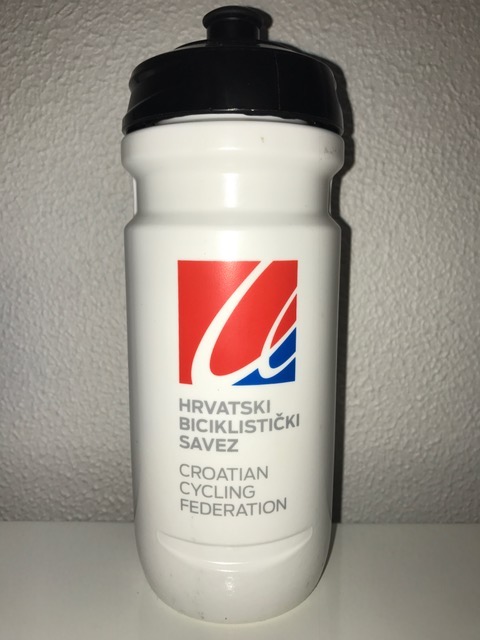 HRVATSKI
BICIKLISTIČKI
SAVEZ
CROATIAN
CYCLING
FEDERATION